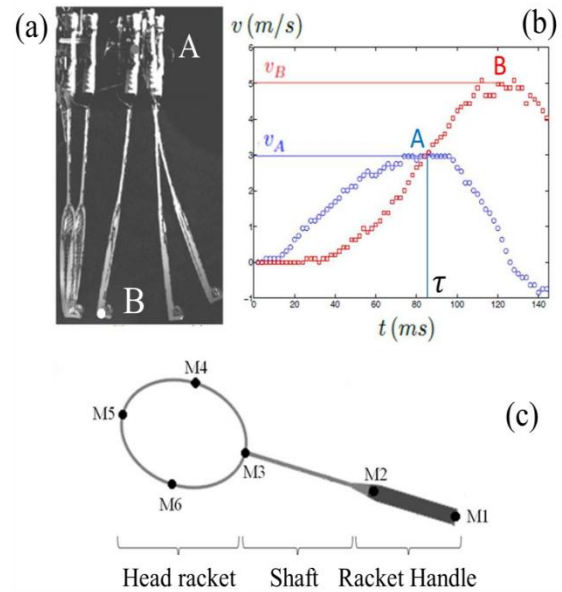 (a)
A
B
v (m/s)
(b)
6
5
4
3
2
1
0
-1
v_B
v_A
B
A
τ
0
20
40
60
80
100
120
140
t (ms)
(c)
M4
M5
M3
M6
M2
M1
Head racket
Shaft
Racket Handle